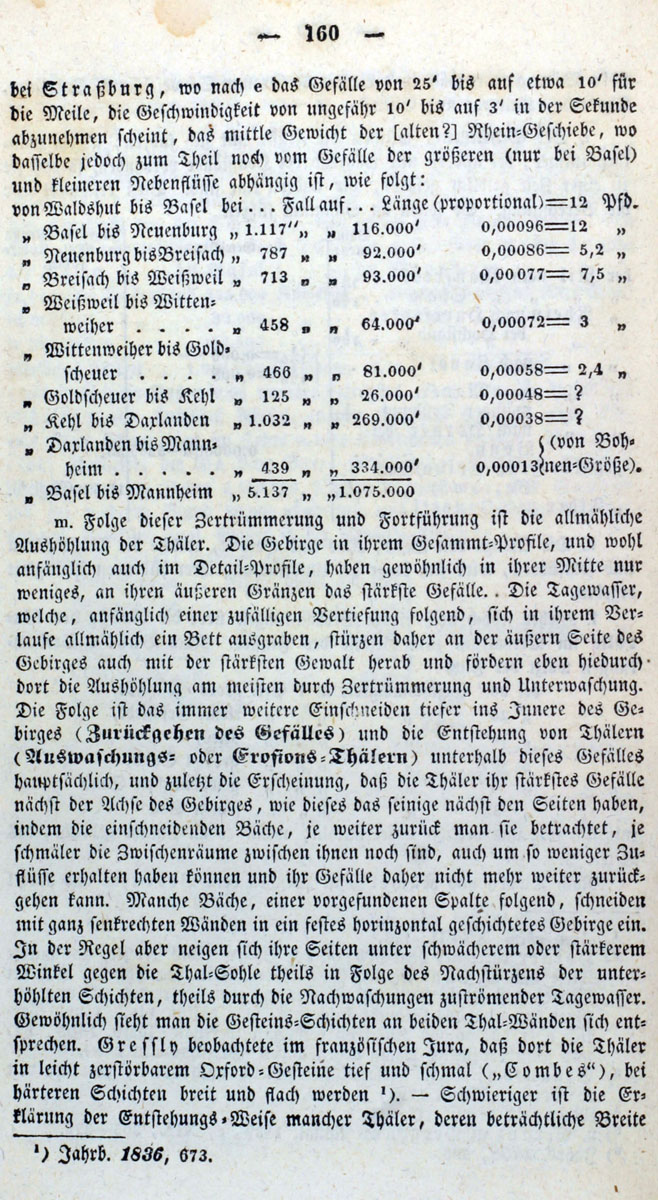 — 160 —
bei Straßburg, wo nach e das Gefälle von 25′ bis auf etwa 10′ für
die Meile, die Geschwindigkeit von ungefähr 10′ bis auf 3′ in der Sekunde
abzunehmen scheint, das mittle Gewicht der [alten?] Rhein-Geschiebe, wo
dasselbe jedoch zum Theil noch vom Gefälle der größeren (nur bei Basel)
und kleineren Nebenflüsse abhängig ist, wie folgt:
von Waldshut bis Basel bei ... Fall auf ... Länge (proportional)=12 Pfd.
„ Basel bis Neuenburg „ 1.117″ „ „ 116.000′ 0,00096=12 „
„ Neuenburg bis Breisach „ 787 „ „ 92.000′ 0,00086= 5,2 „
„ Breisach bis Weißweil „ 713 „ „ 93.000′ 0,00077= 7,5 „
„ Weißweil bis Witten-
weiher . . . . „ 458 „ „ 64.000′ 0,00072= 3 „
„ Wittenweiher bis Gold-
scheuer . . . . „ 466 „ „ 81.000′ 0,00058= 2,4 „
„ Goldscheuer bis Kehl „ 125 „ „ 26.000′ 0,00048= ?
„ Kehl bis Daxlanden „ 1.032 „ „ 269.000′ 0,00038= ?
„ Daxlanden bis Mann- (von Boh-
heim . . . . . „ 439 „ „ 334.000′ 0,00013 nen-Größe).
„ Basel bis Mannheim „ 5.137 „ „ 1.075.000
m. Folge dieser Zertrümmerung und Fortführung ist die allmähliche
Aushöhlung der Thäler. Die Gebirge in ihrem Gesammt-Profile, und wohl
anfänglich auch im Detail-Profile, haben gewöhnlich in ihrer Mitte nur
weniges, an ihren äußeren Gränzen das stärkste Gefälle. . Die Tagewasser,
welche, anfänglich einer zufälligen Vertiefung folgend, sich in ihrem Ver-
laufe allmählich ein Bett ausgraben, stürzen daher an der äußern Seite des
Gebirges auch mit der stärksten Gewalt herab und fördern eben hiedurch
dort die Aushöhlung am meisten durch Zertrümmerung und Unterwaschung.
Die Folge ist das immer weitere Einschneiden tiefer ins Innere des Ge-
birges (Zurückgehen des Gefälles) und die Entstehung von Thälern
(Auswaschungs- oder Erosions-Thälern) unterhalb dieses Gefälles
hauptsächlich, und zuletzt die Erscheinung, daß die Thäler ihr stärkstes Gefälle
nächst der Achse des Gebirges, wie dieses das seinige nächst den Seiten haben,
indem die einschneidenden Bäche, je weiter zurück man sie betrachtet, je
schmäler die Zwischenräume zwischen ihnen noch sind, auch um so weniger Zu-
flüsse erhalten haben können und ihr Gefälle daher nicht mehr weiter zurück-
gehen kann. Manche Bäche, einer vorgefundenen Spalte folgend, schneiden
mit ganz senkrechten Wänden in ein festes horinzontal geschichtetes Gebirge ein.
In der Regel aber neigen sich ihre Seiten unter schwächerem oder stärkerem
Winkel gegen die Thal-Sohle theils in Folge des Nachstürzens der unter-
höhlten Schichten, theils durch die Nachwaschungen zuströmender Tagewasser.
Gewöhnlich sieht man die Gesteins-Schichten an beiden Thal-Wänden sich ent-
sprechen. Gressly beobachtete im französischen Jura, daß dort die Thäler
in leicht zerstörbarem Oxford-Gesteine tief und schmal („Combes“), bei
härteren Schichten breit und flach werden ¹). — Schwieriger ist die Er-
klärung der Entstehungs-Weise mancher Thäler, deren beträchtliche Breite
¹) Jahrb. 1836, 673.